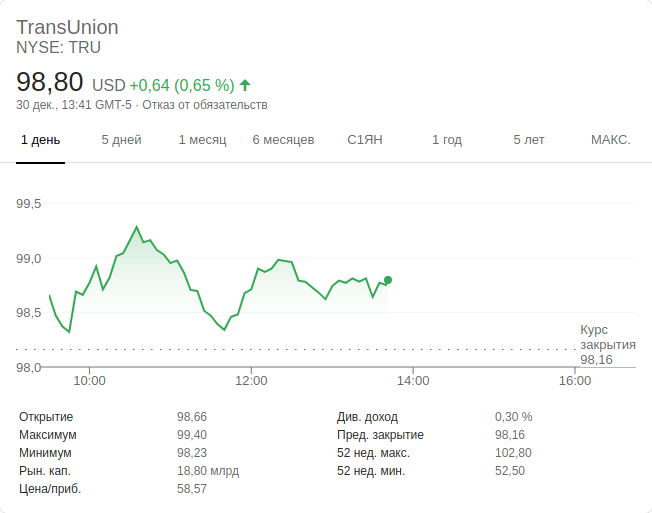 TransUnion
NYSE: TRU
98,80 USD +0,64 (0,65 %)
30 дек., 13:41 GMT-5 · Отказ от обязательств
1 день 5 дней 1 месяц 6 месяцев С1ЯН 1 год 5 лет МАКС.
99,5
99,0
98,5
Курс
закрытия
98,16
98,0
10:00 12:00 14:00 16:00
Открытие 98,66 Див. доход 0,30 %
Максимум 99,40 Пред. закрытие 98,16
Минимум 98,23 52 нед. макс. 102,80
Рын. кап. 18,80 млрд 52 нед. мин. 52,50
Цена/приб. 58,57